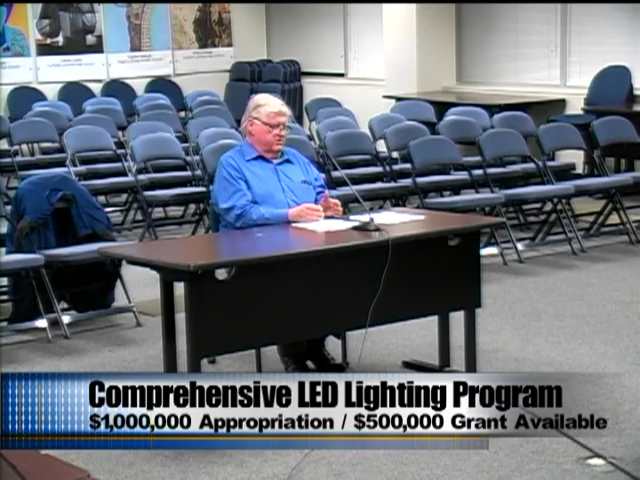 Comprehensive LED Lighting Program
$1,000,000 Appropriation / $500,000 Grant Available